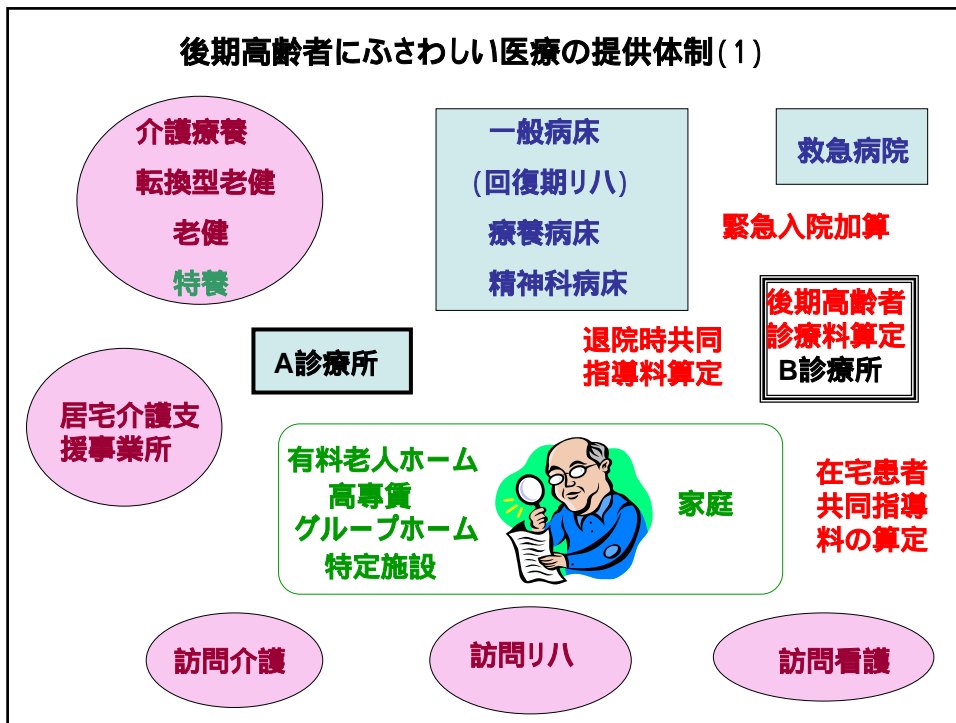 後期高齢者にふさわしい医療の提供体制(1)
介護療養
転換型老健
老健
特養
一般病床
(回復期リハ)
療養病床
精神科病床
救急病院
緊急入院加算
後期高齢者
診療料算定
B診療所
退院時共同
指導料算定
A診療所
居宅介護支
援事業所
有料老人ホーム
高専賃
グループホーム
特定施設
家庭
在宅患者
共同指導
料の算定
訪問介護
訪問リハ
訪問看護